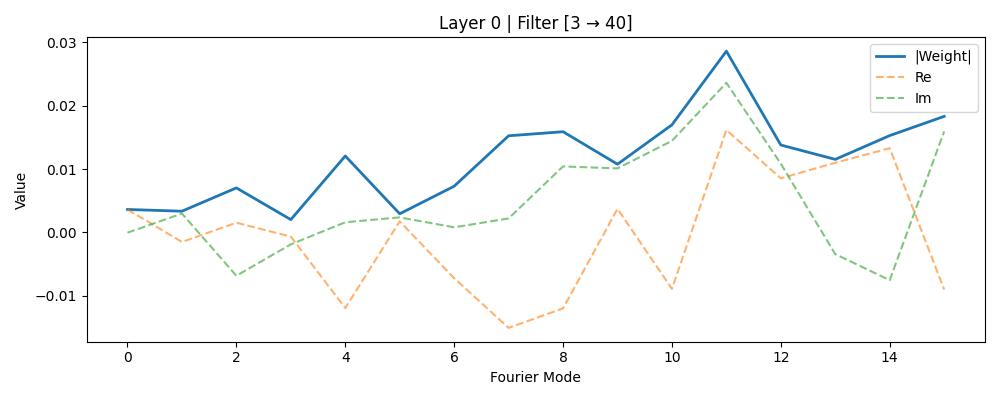 Layer 0 | Filter [3 → 40]
0.03
0.02
0.01
0.00
−0.01
Value
|Weight|
Re
Im
0 2 4 6 8 10 12 14
Fourier Mode